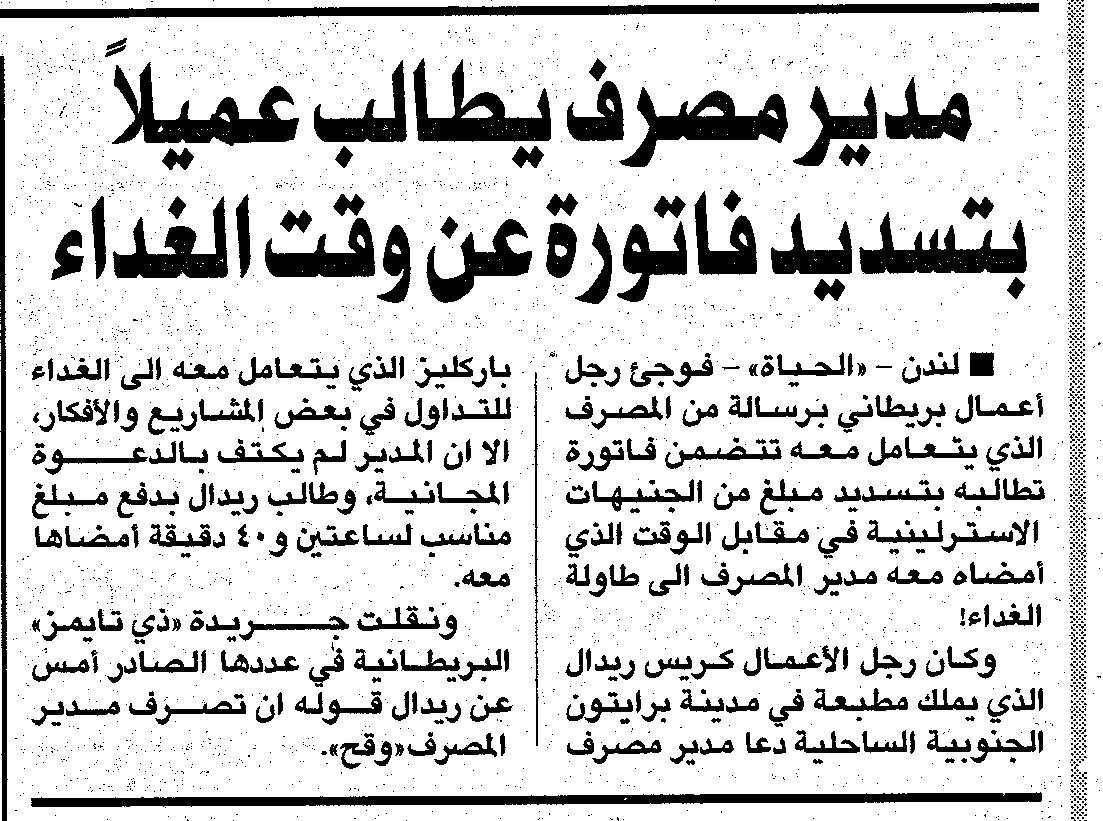 مدير مصرف يطالب عميلاً
بتسديد فاتورة عن وقت الغداء
■ لندن – «الحياة» – فوجئ رجل
أعمال بريطاني برسالة من المصرف
الذي يتعامل معه تتضمن فاتورة
تطالبه بتسديد مبلغ من الجنيهات
الاسترلينية في مقابل الوقت الذي
أمضاه معه مدير المصرف الى طاولة
الغداء!
وكان رجل الأعمال كريس ريدال
الذي يملك مطبعة في مدينة برايتون
الجنوبية الساحلية دعا مدير مصرف
باركليز الذي يتعامل معه الى الغداء
للتداول في بعض المشاريع والأفكار،
الا ان المدير لم يكتف بالدعوة
المجانية، وطالب ريدال بدفع مبلغ
مناسب لساعتين و٤٠ دقيقة أمضاها
معه.
ونقلت جريدة «ذي تايمز»
البريطانية في عددها الصادر أمس
عن ريدال قوله ان تصرف مدير
المصرف «وقح».